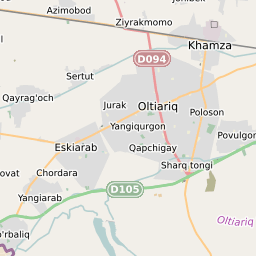 Azimobod
Ziyrakmomo
Khamza
D094
Sertut
Qayrag'och
Jurak
Oltiariq
Poloson
Yangiqurgon
Povulgon
Eskiarab
Qapchigay
Sharq tongi
Chordara
D105
Yangiarab
Oltiariq